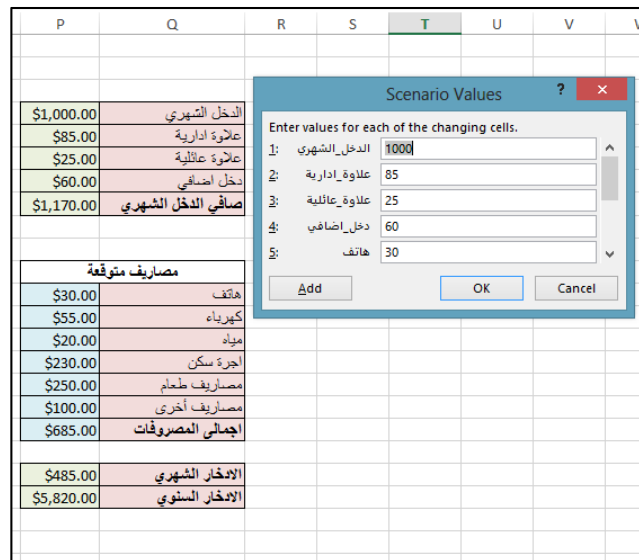 P Q R S T U V
Scenario Values ? ×
Enter values for each of the changing cells.
1: الدخل_الشهري 1000
2: علاوة_ادارية 85
3: علاوة_عائلية 25
4: دخل_اضافي 60
5: هاتف 30
Add OK Cancel
$1,000.00 الدخل الشهري
$85.00 علاوة ادارية
$25.00 علاوة عائلية
$60.00 دخل اضافي
$1,170.00 صافي الدخل الشهري
مصاريف متوقعة
$30.00 هاتف
$55.00 كهرباء
$20.00 مياه
$230.00 اجرة سكن
$250.00 مصاريف طعام
$100.00 مصاريف أخرى
$685.00 اجمالي المصروفات
$485.00 الادخار الشهري
$5,820.00 الادخار السنوي